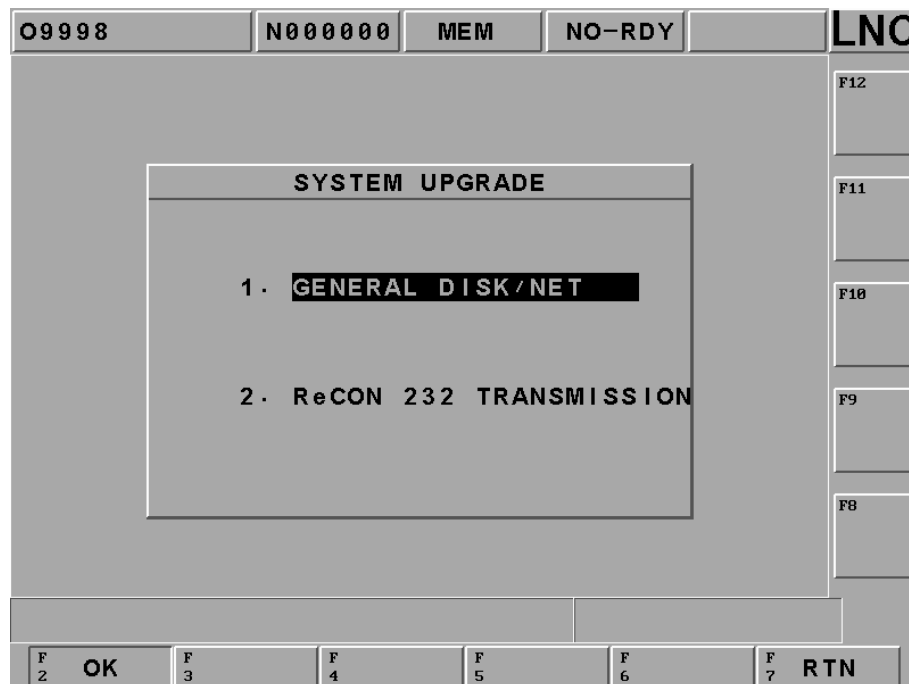 O9998 N000000 MEM NO-RDY LNC
F12
SYSTEM UPGRADE
F11
1. GENERAL DISK/NET
F10
2. ReCON 232 TRANSMISSION
F9
F8
F2 OK F3 F4 F5 F6 F7 RTN